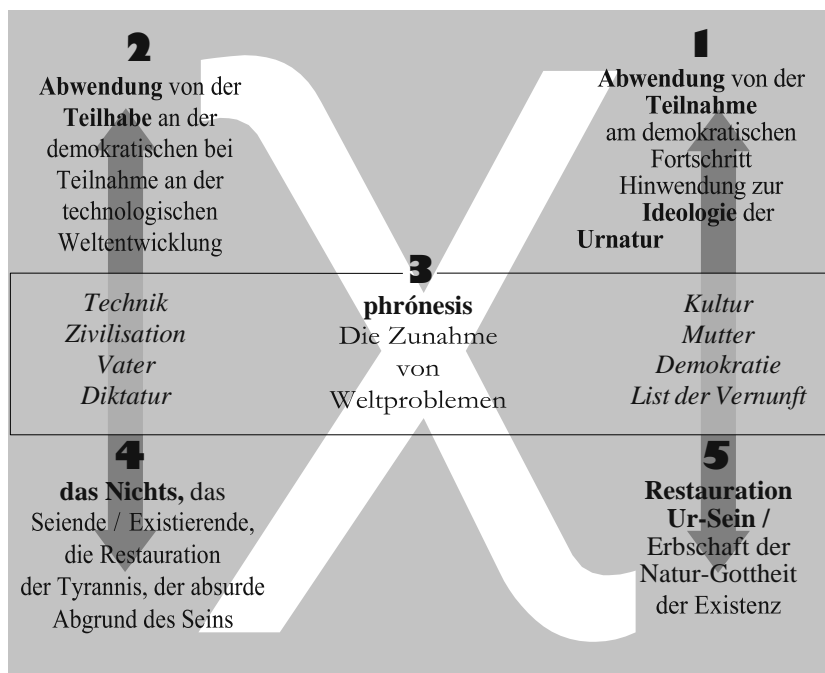 2
Abwendung von der
Teilhabe an der
demokratischen bei
Teilnahme an der
technologischen
Weltentwicklung
1
Abwendung von der
Teilnahme
am demokratischen
Fortschritt
Hinwendung zur
Ideologie der
Urnatur
Technik
Zivilisation
Vater
Diktatur
3
phrónesis
Die Zunahme
von
Weltproblemen
Kultur
Mutter
Demokratie
List der Vernunft
4
das Nichts, das
Seiende / Existierende,
die Restauration
der Tyrannis, der absurde
Abgrund des Seins
5
Restauration
Ur-Sein /
Erbschaft der
Natur-Gottheit
der Existenz